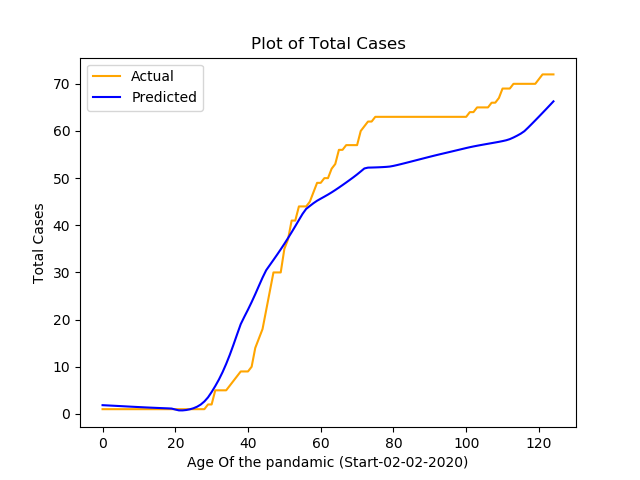 Plot of Total Cases
Actual
Predicted
70
60
50
40
30
20
10
0
Total Cases
0 20 40 60 80 100 120
Age Of the pandamic (Start-02-02-2020)